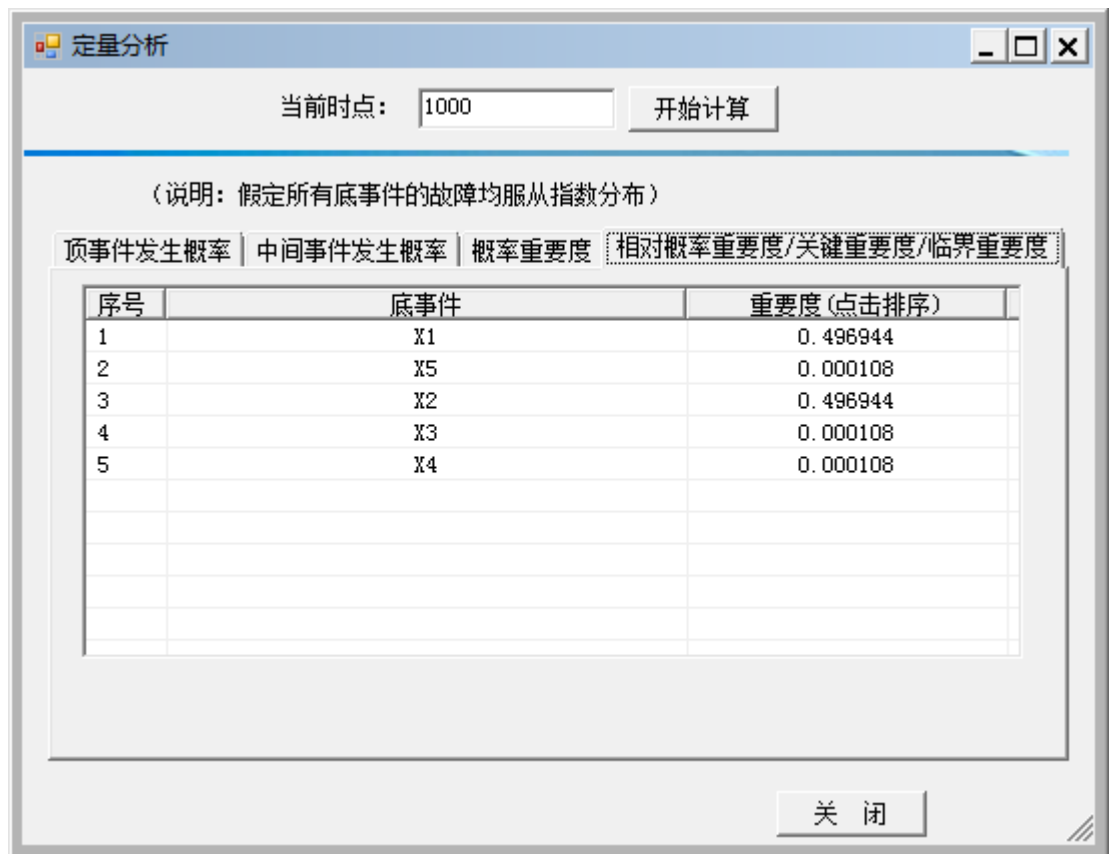 定量分析
当前时点： 1000 开始计算
（说明：假定所有底事件的故障均服从指数分布）
顶事件发生概率 中间事件发生概率 概率重要度 相对概率重要度/关键重要度/临界重要度
序号 底事件 重要度(点击排序)
1 X1 0.496944
2 X5 0.000108
3 X2 0.496944
4 X3 0.000108
5 X4 0.000108
关 闭